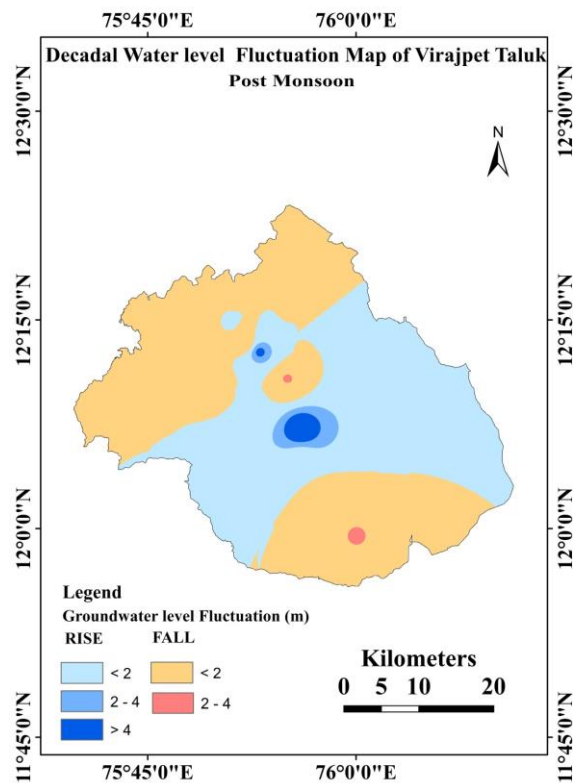 75°45'0"E 76°0'0"E
Decadal Water level Fluctuation Map of Virajpet Taluk
Post Monsoon
12°30'0"N 12°30'0"N
N
12°15'0"N 12°15'0"N
12°0'0"N 12°0'0"N
Legend
Groundwater level Fluctuation (m)
RISE FALL
< 2 < 2
2 - 4 2 - 4
> 4
Kilometers
0 5 10 20
11°45'0"N 11°45'0"N
75°45'0"E 76°0'0"E